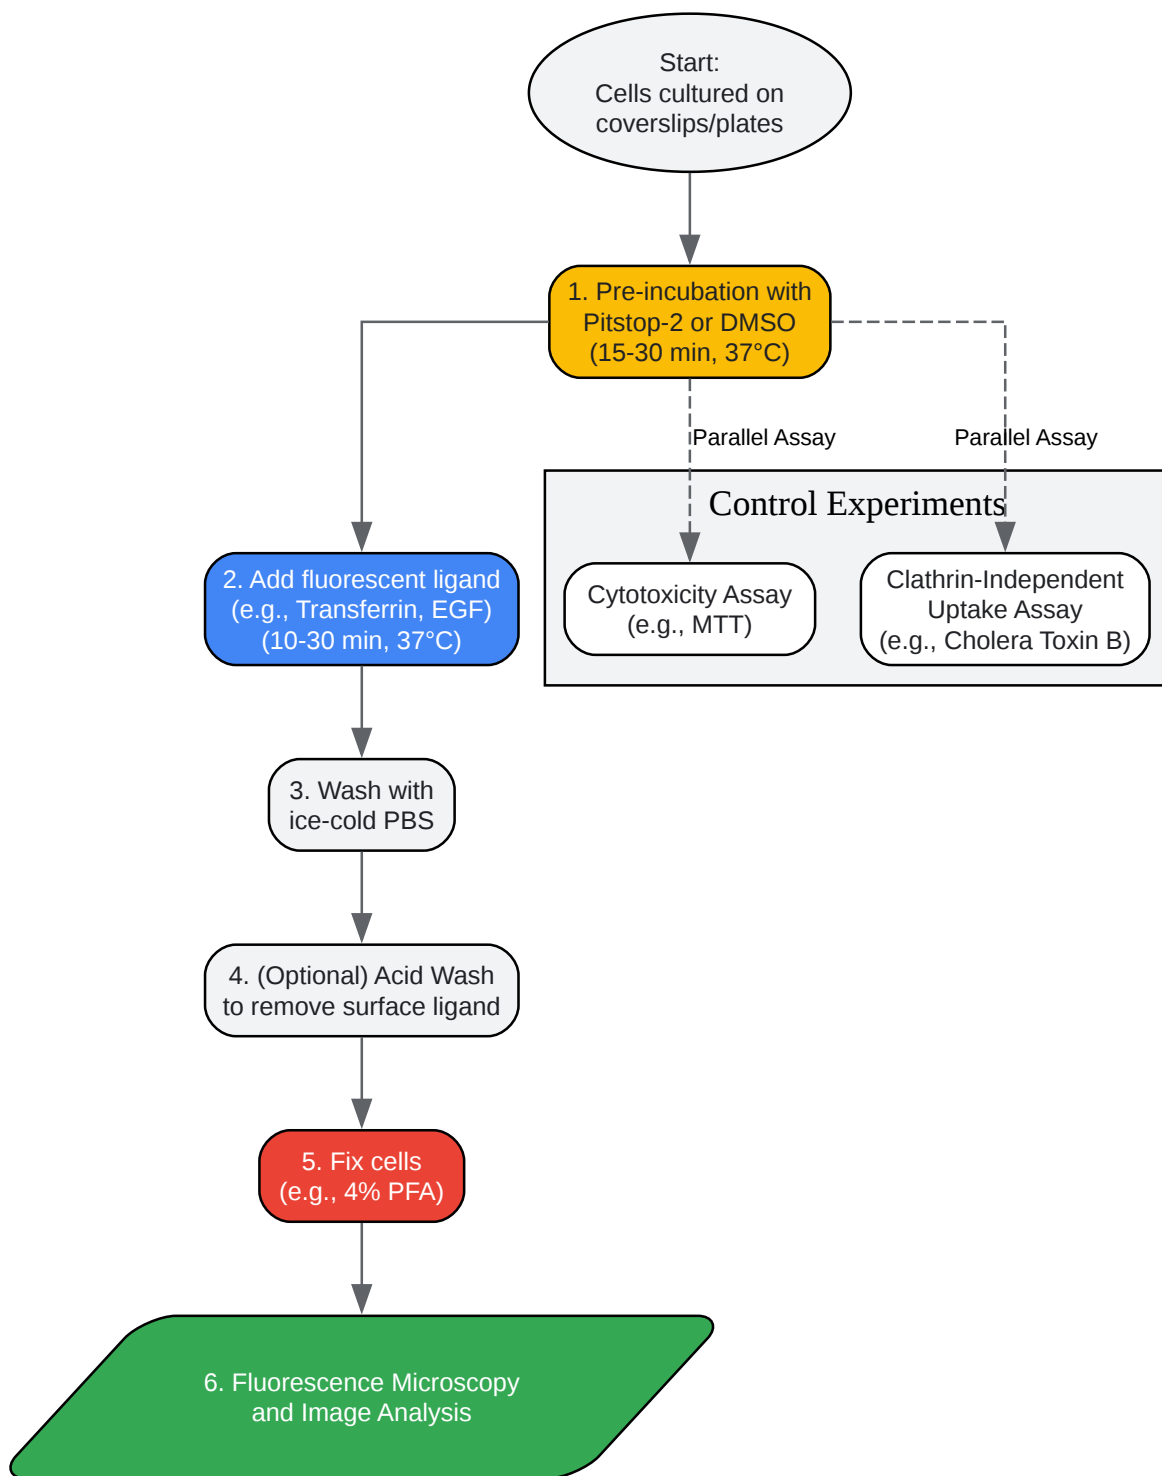 Start:
Cells cultured on
coverslips/plates
1. Pre-incubation with
Pitstop-2 or DMSO
(15-30 min, 37°C)
Parallel Assay
Parallel Assay
Control Experiments
2. Add fluorescent ligand
(e.g., Transferrin, EGF)
(10-30 min, 37°C)
Cytotoxicity Assay
(e.g., MTT)
Clathrin-Independent
Uptake Assay
(e.g., Cholera Toxin B)
3. Wash with
ice-cold PBS
4. (Optional) Acid Wash
to remove surface ligand
5. Fix cells
(e.g., 4% PFA)
6. Fluorescence Microscopy
and Image Analysis